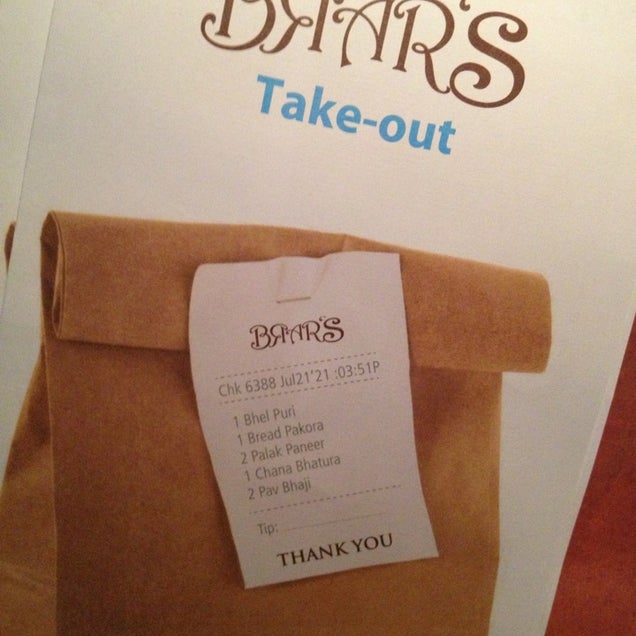 BRAR'S
Take-out
BRAR'S
Chk 6388 Jul21'21 :03:51P
1 Bhel Puri
1 Bread Pakora
2 Palak Paneer
1 Chana Bhatura
2 Pav Bhaji
Tip:
THANK YOU